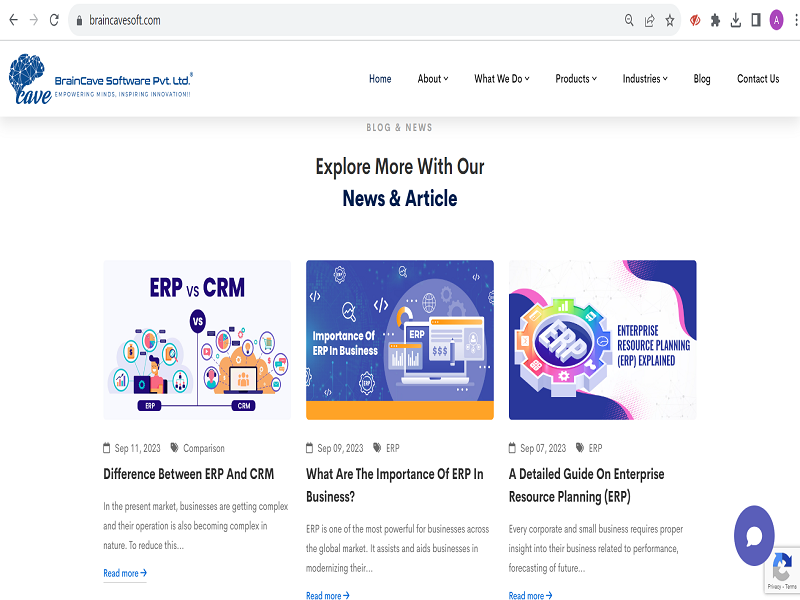 braincavesoft.com
A
BrainCave Software Pvt. Ltd.®
cave
EMPOWERING MINDS, INSPIRING INNOVATION!!
Home
About
What We Do
Products
Industries
Blog
Contact Us
BLOG & NEWS
Explore More With Our
News & Article
ERP vs CRM
VS
ERP
CRM
Importance Of
ERP In Business
ERP
$$$
ERP
ENTERPRISE
RESOURCE PLANNING
(ERP) EXPLAINED
Sep 11, 2023
Comparison
Difference Between ERP And CRM
In the present market, businesses are getting complex
and their operation is also becoming complex in
nature. To reduce this...
Read more
Sep 09, 2023
ERP
What Are The Importance Of ERP In
Business?
ERP is one of the most powerful for businesses across
the global market. It assists and aids businesses in
modernizing their...
Read more
Sep 07, 2023
ERP
A Detailed Guide On Enterprise
Resource Planning (ERP)
Every corporate and small business requires proper
insight into their business related to performance,
forecasting of future...
Read more
Privacy - Terms